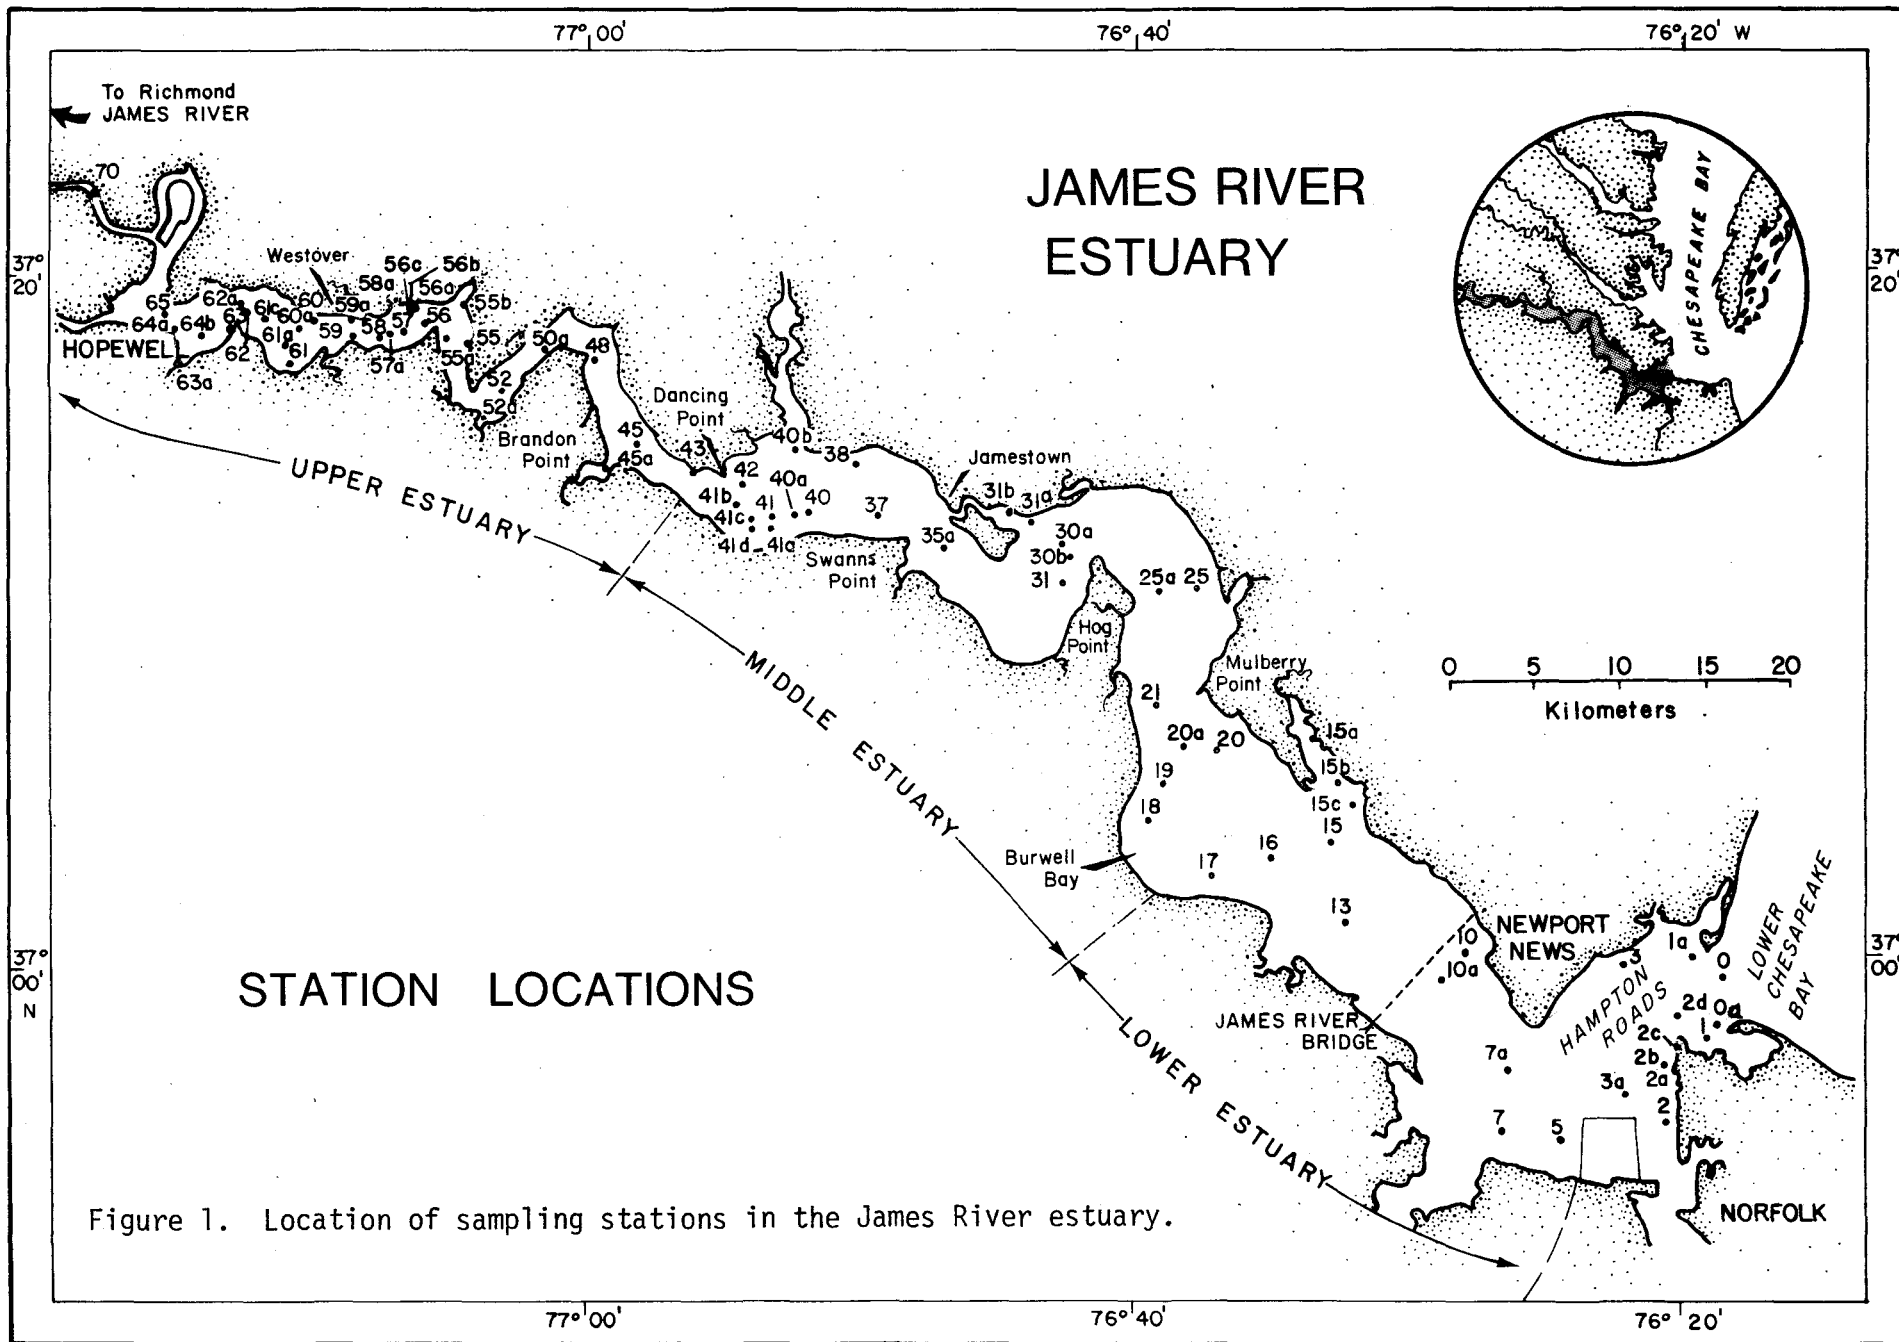 77° 00'
76° 40'
76° 20' W
To Richmond
JAMES RIVER
JAMES RIVER
ESTUARY
CHESAPEAKE BAY
37°
20'
37°
20'
70
Westover
56c
56b
58a
56a
55b
65
62a
61c
60
59a
64a
64b
63
60a
61a
59
58
57
56
55
HOPEWELL
62
61
57a
55a
50a
48
63a
52
52a
Dancing
Point
Brandon
Point
45
45a
43
42
40b
38
Jamestown
41b
41
40a
40
37
31b
31a
41c
41d
41a
35a
30a
30b
31
Swanns
Point
25a
25
UPPER ESTUARY
Hog
Point
Mulberry
Point
0 5 10 15 20
Kilometers
21
20a
20
15a
19
15b
18
15c
15
MIDDLE ESTUARY
16
17
Burwell
Bay
13
10
10a
NEWPORT
NEWS
3
1a
0
LOWER
CHESAPEAKE
BAY
37°
00'
N
37°
00'
STATION LOCATIONS
HAMPTON
ROADS
2d
0a
1
2c
2b
2a
2
JAMES RIVER
BRIDGE
7a
3a
7
5
LOWER ESTUARY
NORFOLK
Figure 1. Location of sampling stations in the James River estuary.
77° 00'
76° 40'
76° 20'